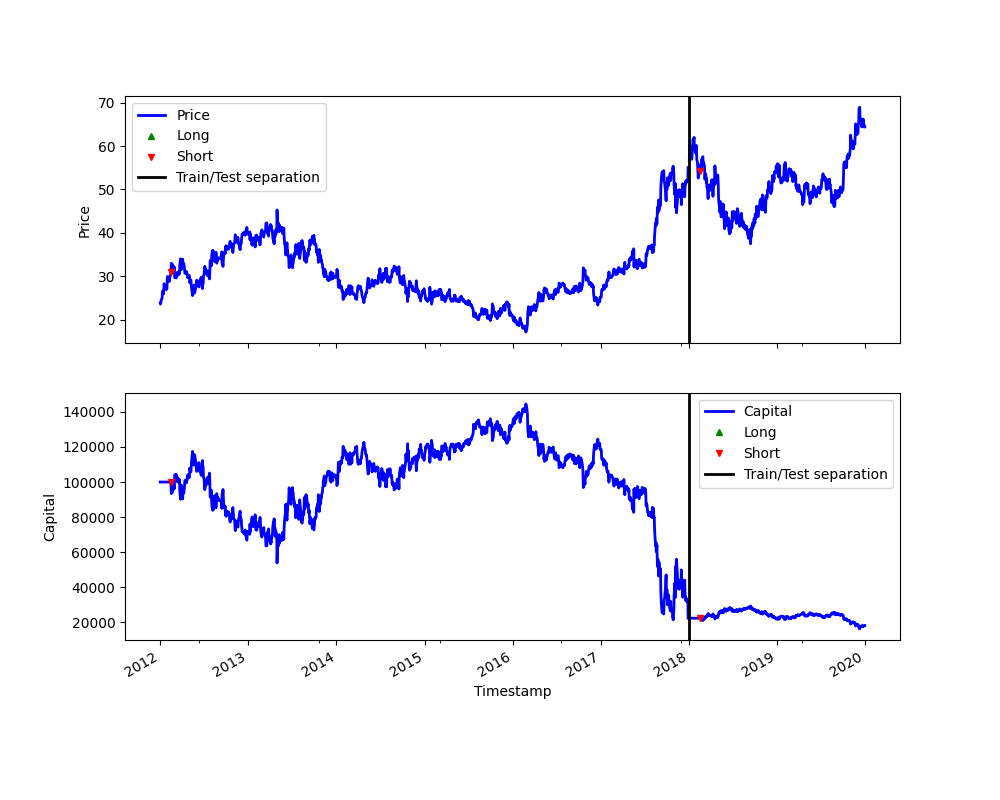 70
60
50
40
30
20
Price
Price
Long
Short
Train/Test separation
140000
120000
100000
80000
60000
40000
20000
Capital
Capital
Long
Short
Train/Test separation
2012
2013
2014
2015
2016
2017
2018
2019
2020
Timestamp